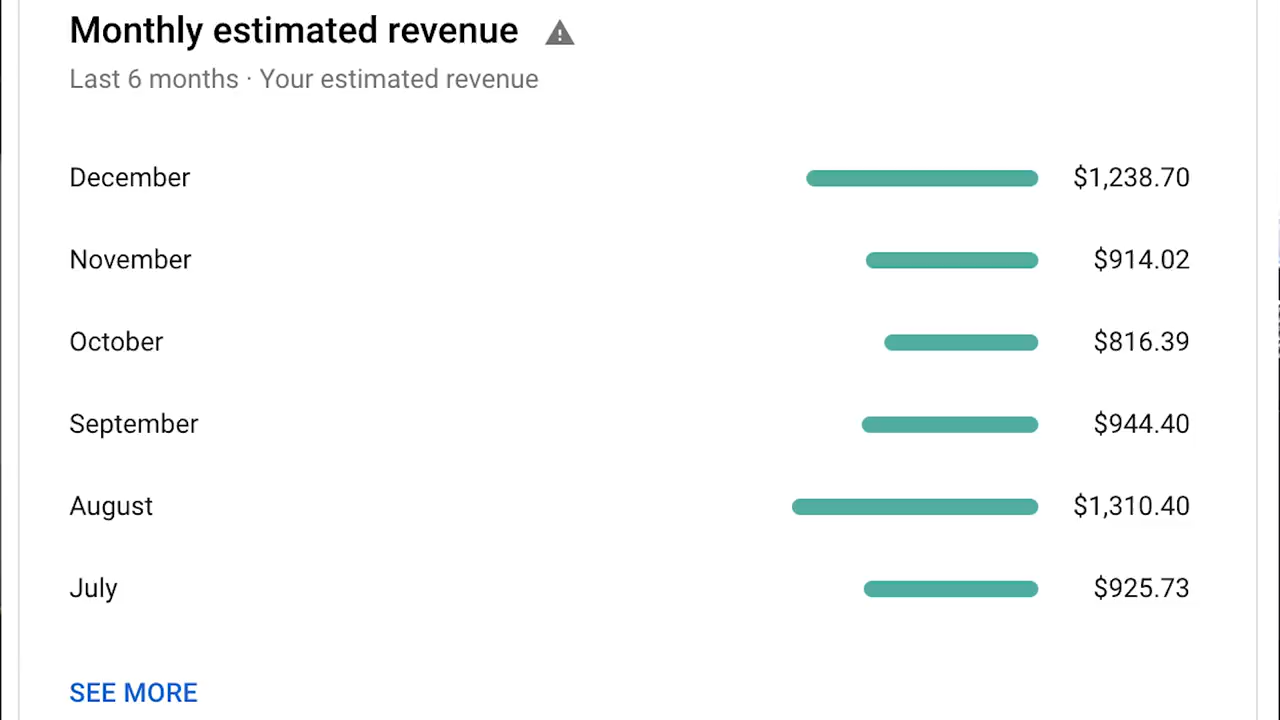 Monthly estimated revenue
Last 6 months · Your estimated revenue
December $1,238.70
November $914.02
October $816.39
September $944.40
August $1,310.40
July $925.73
SEE MORE